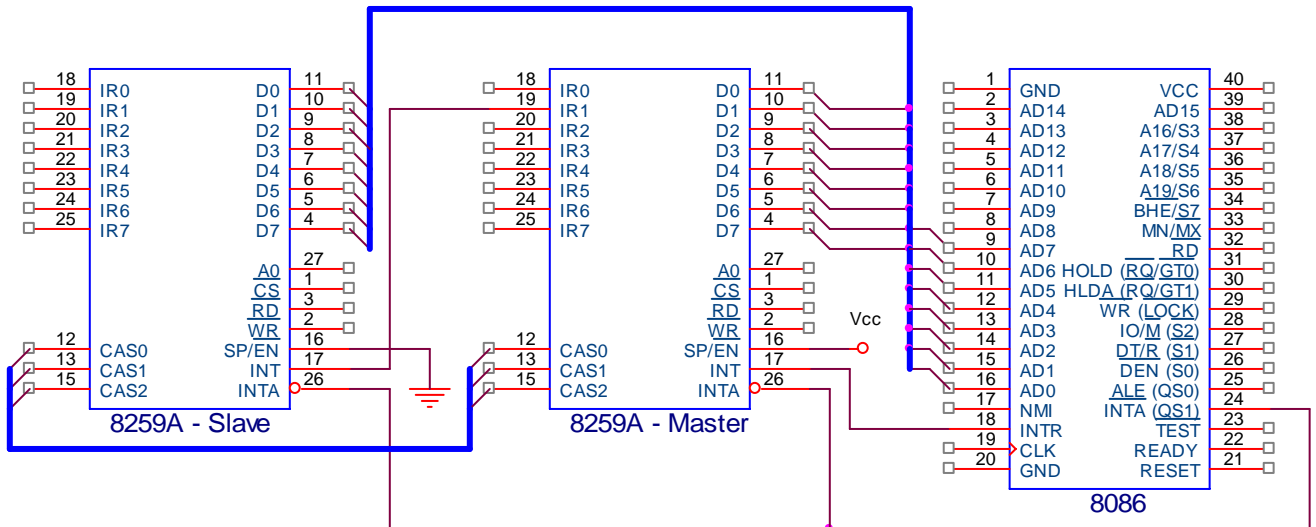 18 IR0 D0 11
19 IR1 D1 10
20 IR2 D2 9
21 IR3 D3 8
22 IR4 D4 7
23 IR5 D5 6
24 IR6 D6 5
25 IR7 D7 4
A0 27
CS 1
RD 3
WR 2
12 CAS0 SP/EN 16
13 CAS1 INT 17
15 CAS2 INTA 26
8259A - Slave
18 IR0 D0 11
19 IR1 D1 10
20 IR2 D2 9
21 IR3 D3 8
22 IR4 D4 7
23 IR5 D5 6
24 IR6 D6 5
25 IR7 D7 4
A0 27
CS 1
RD 3
WR 2
12 CAS0 SP/EN 16
13 CAS1 INT 17
15 CAS2 INTA 26
8259A - Master
Vcc
1 GND VCC 40
2 AD14 AD15 39
3 AD13 A16/S3 38
4 AD12 A17/S4 37
5 AD11 A18/S5 36
6 AD10 A19/S6 35
7 AD9 BHE/S7 34
8 AD8 MN/MX 33
9 AD7 RD 32
10 AD6 HOLD (RQ/GT0) 31
11 AD5 HLDA (RQ/GT1) 30
12 AD4 WR (LOCK) 29
13 AD3 IO/M (S2) 28
14 AD2 DT/R (S1) 27
15 AD1 DEN (S0) 26
16 AD0 ALE (QS0) 25
17 NMI INTA (QS1) 24
18 INTR TEST 23
19 CLK READY 22
20 GND RESET 21
8086